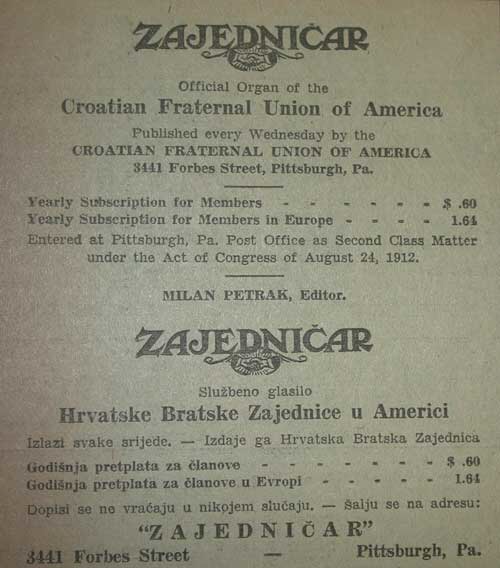 ZAJEDNIČAR
Official Organ of the
Croatian Fraternal Union of America
Published every Wednesday by the
CROATIAN FRATERNAL UNION OF AMERICA
3441 Forbes Street, Pittsburgh, Pa.
Yearly Subscription for Members - - - - - - $ .60
Yearly Subscription for Members in Europe - - - - 1.64
Entered at Pittsburgh, Pa. Post Office as Second Class Matter
under the Act of Congress of August 24, 1912.
MILAN PETRAK, Editor.
ZAJEDNIČAR
Službeno glasilo
Hrvatske Bratske Zajednice u Americi
Izlazi svake srijede. — Izdaje ga Hrvatska Bratska Zajednica
Godišnja pretplata za članove - - - - - - - $ .60
Godišnja pretplata za članove u Evropi - - - - - 1.64
Dopisi se ne vraćaju u nikojem slučaju. — Šalju se na adresu:
"ZAJEDNIČAR"
3441 Forbes Street — Pittsburgh, Pa.